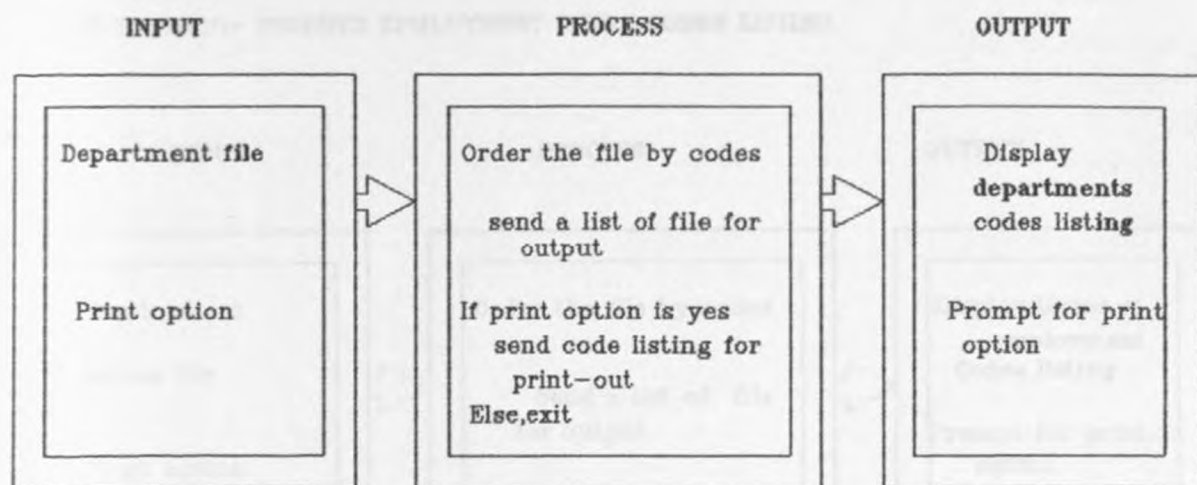 INPUT
PROCESS
OUTPUT
Department file
Print option
Order the file by codes
send a list of file for
output
If print option is yes
send code listing for
print-out
Else,exit
Display
departments
codes listing
Prompt for print
option